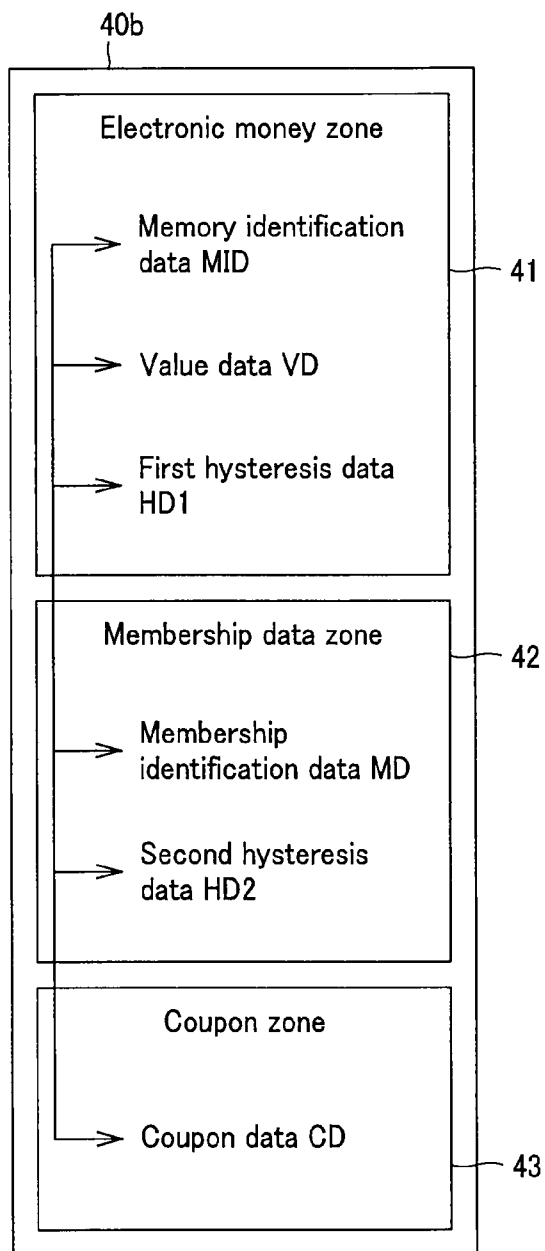 40b
Electronic money zone
Memory identification
data MID
41
Value data VD
First hysteresis data
HD1
Membership data zone
42
Membership
identification data MD
Second hysteresis
data HD2
Coupon zone
Coupon data CD
43